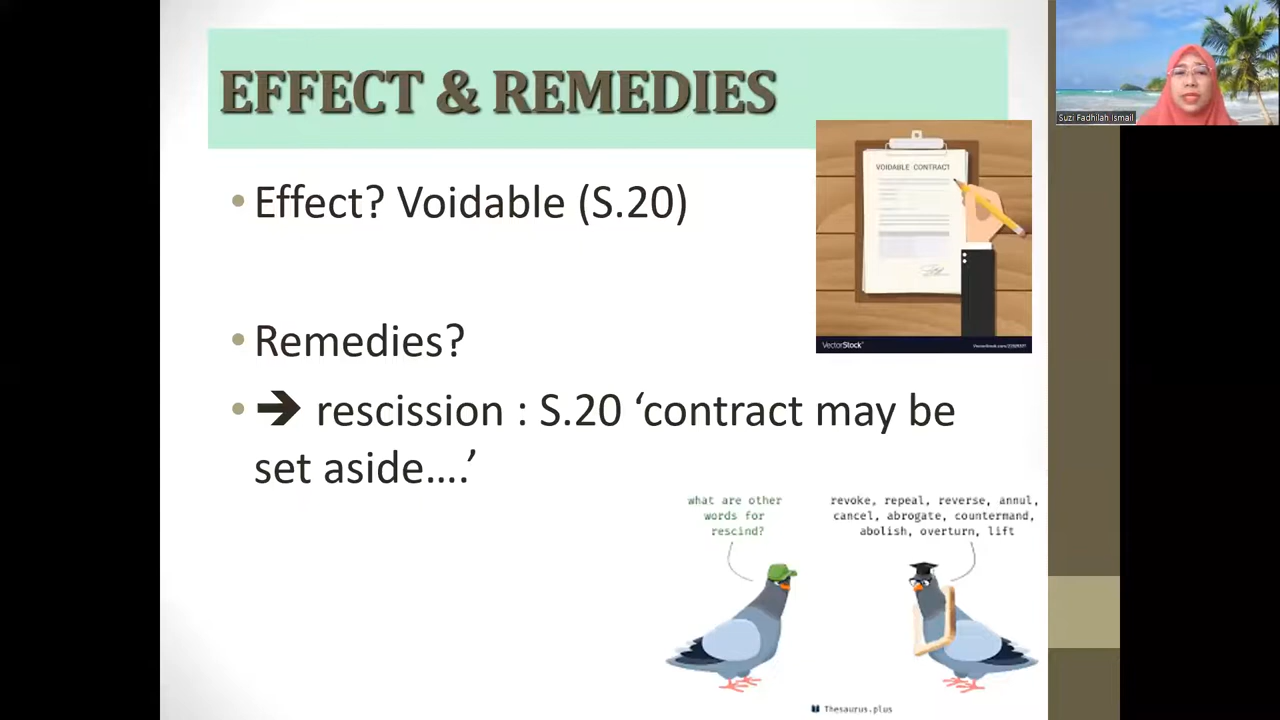 EFFECT & REMEDIES
Suzi Fadhilah Ismail
• Effect? Voidable (S.20)
VOIDABLE CONTRACT
• Remedies?
VectorStock
• ➔ rescission : S.20 ‘contract may be
set aside….’
what are other
words for
rescind?
revoke, repeal, reverse, annul,
cancel, abrogate, countermand,
abolish, overturn, lift
Thesaurus.plus